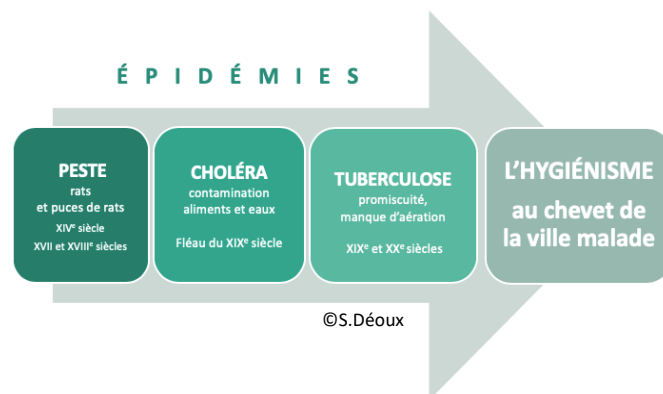 ÉPIDÉMIES
PESTE
rats
et puces de rats
XIVᵉ siècle
XVII et XVIIIᵉ siècles
CHOLÉRA
contamination
aliments et eaux
Fléau du XIXᵉ siècle
TUBERCULOSE
promiscuité,
manque d’aération
XIXᵉ et XXᵉ siècles
L’HYGIÉNISME
au chevet de
la ville malade
©S.Déoux